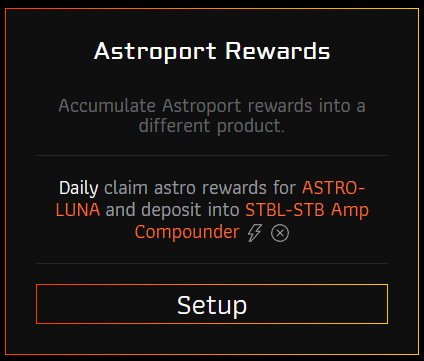 Astroport Rewards
Accumulate Astroport rewards into a
different product.
Daily claim astro rewards for ASTRO-
LUNA and deposit into STBL-STB Amp
Compounder
Setup